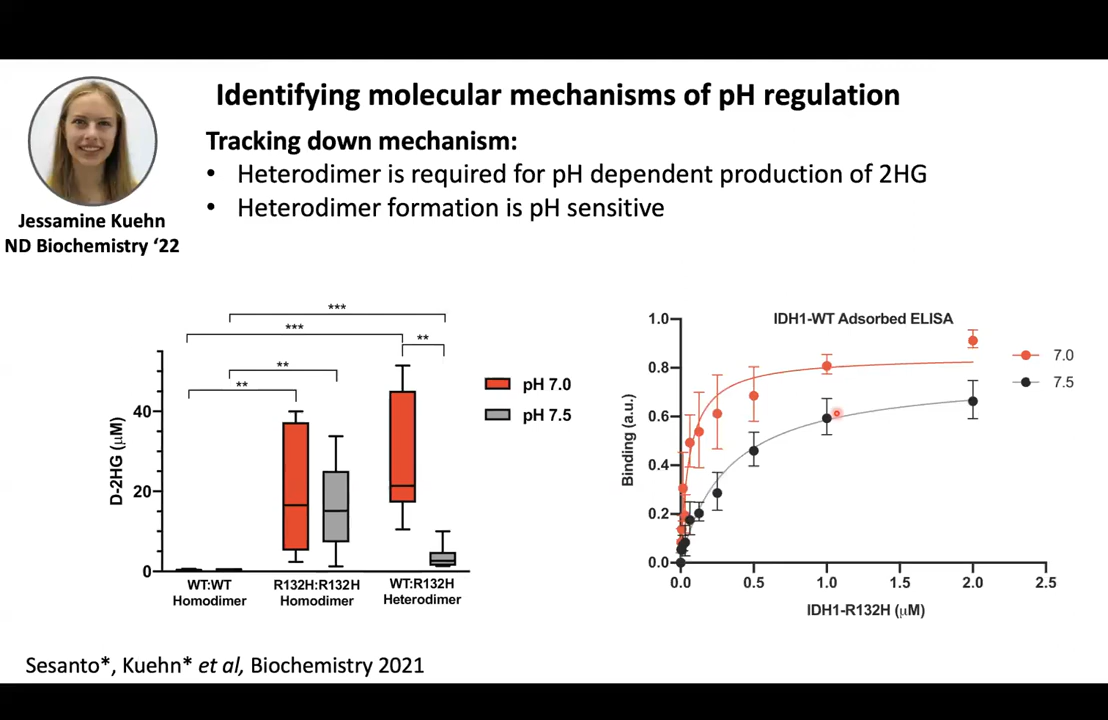 Identifying molecular mechanisms of pH regulation
Tracking down mechanism:
• Heterodimer is required for pH dependent production of 2HG
• Heterodimer formation is pH sensitive
Jessamine Kuehn
ND Biochemistry ‘22
***
***
**
**
**
pH 7.0
pH 7.5
D-2HG (μM)
40
20
0
WT:WT
Homodimer
R132H:R132H
Homodimer
WT:R132H
Heterodimer
IDH1-WT Adsorbed ELISA
7.0
7.5
Binding (a.u.)
1.0
0.8
0.6
0.4
0.2
0.0
0.0 0.5 1.0 1.5 2.0 2.5
IDH1-R132H (μM)
Sesanto*, Kuehn* et al, Biochemistry 2021